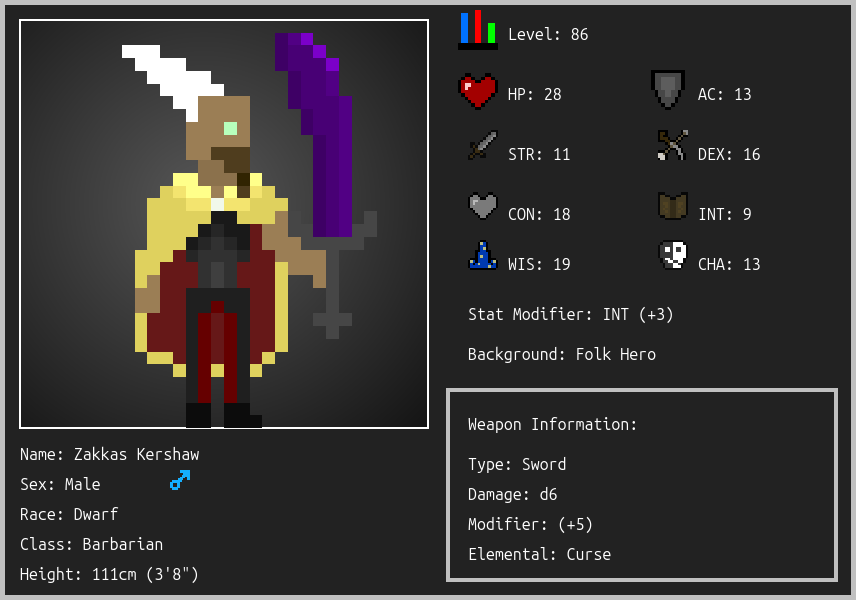 Level: 86
HP: 28
AC: 13
STR: 11
DEX: 16
CON: 18
INT: 9
WIS: 19
CHA: 13
Stat Modifier: INT (+3)
Background: Folk Hero
Weapon Information:
Type: Sword
Damage: d6
Modifier: (+5)
Elemental: Curse
Name: Zakkas Kershaw
Sex: Male
Race: Dwarf
Class: Barbarian
Height: 111cm (3'8")